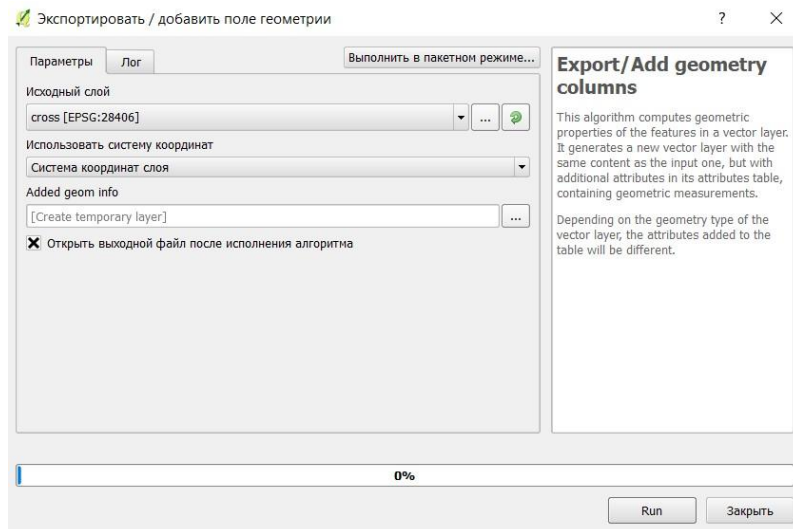 Экспортировать / добавить поле геометрии
Параметры
Лог
Выполнить в пакетном режиме...
Исходный слой
cross [EPSG:28406]
...
Использовать систему координат
Система координат слоя
Added geom info
[Create temporary layer]
...
Открыть выходной файл после исполнения алгоритма
Export/Add geometry
columns
This algorithm computes geometric
properties of the features in a vector layer.
It generates a new vector layer with the
same content as the input one, but with
additional attributes in its attributes table,
containing geometric measurements.
Depending on the geometry type of the
vector layer, the attributes added to the
table will be different.
0%
Run
Закрыть